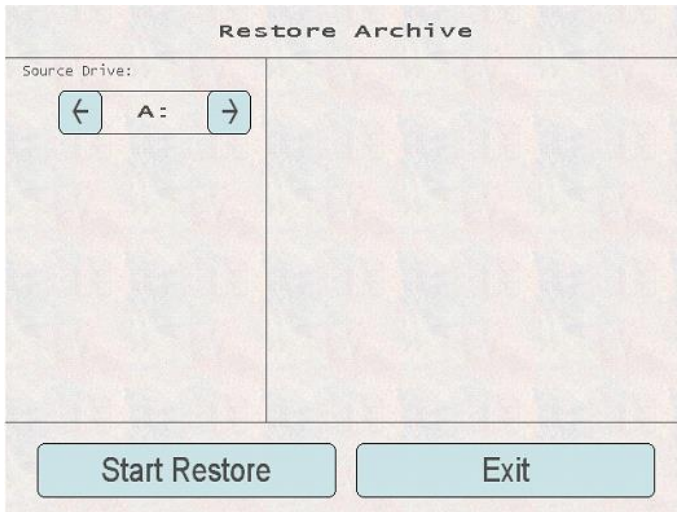 Restore Archive
Source Drive:
← A: →
Start Restore Exit